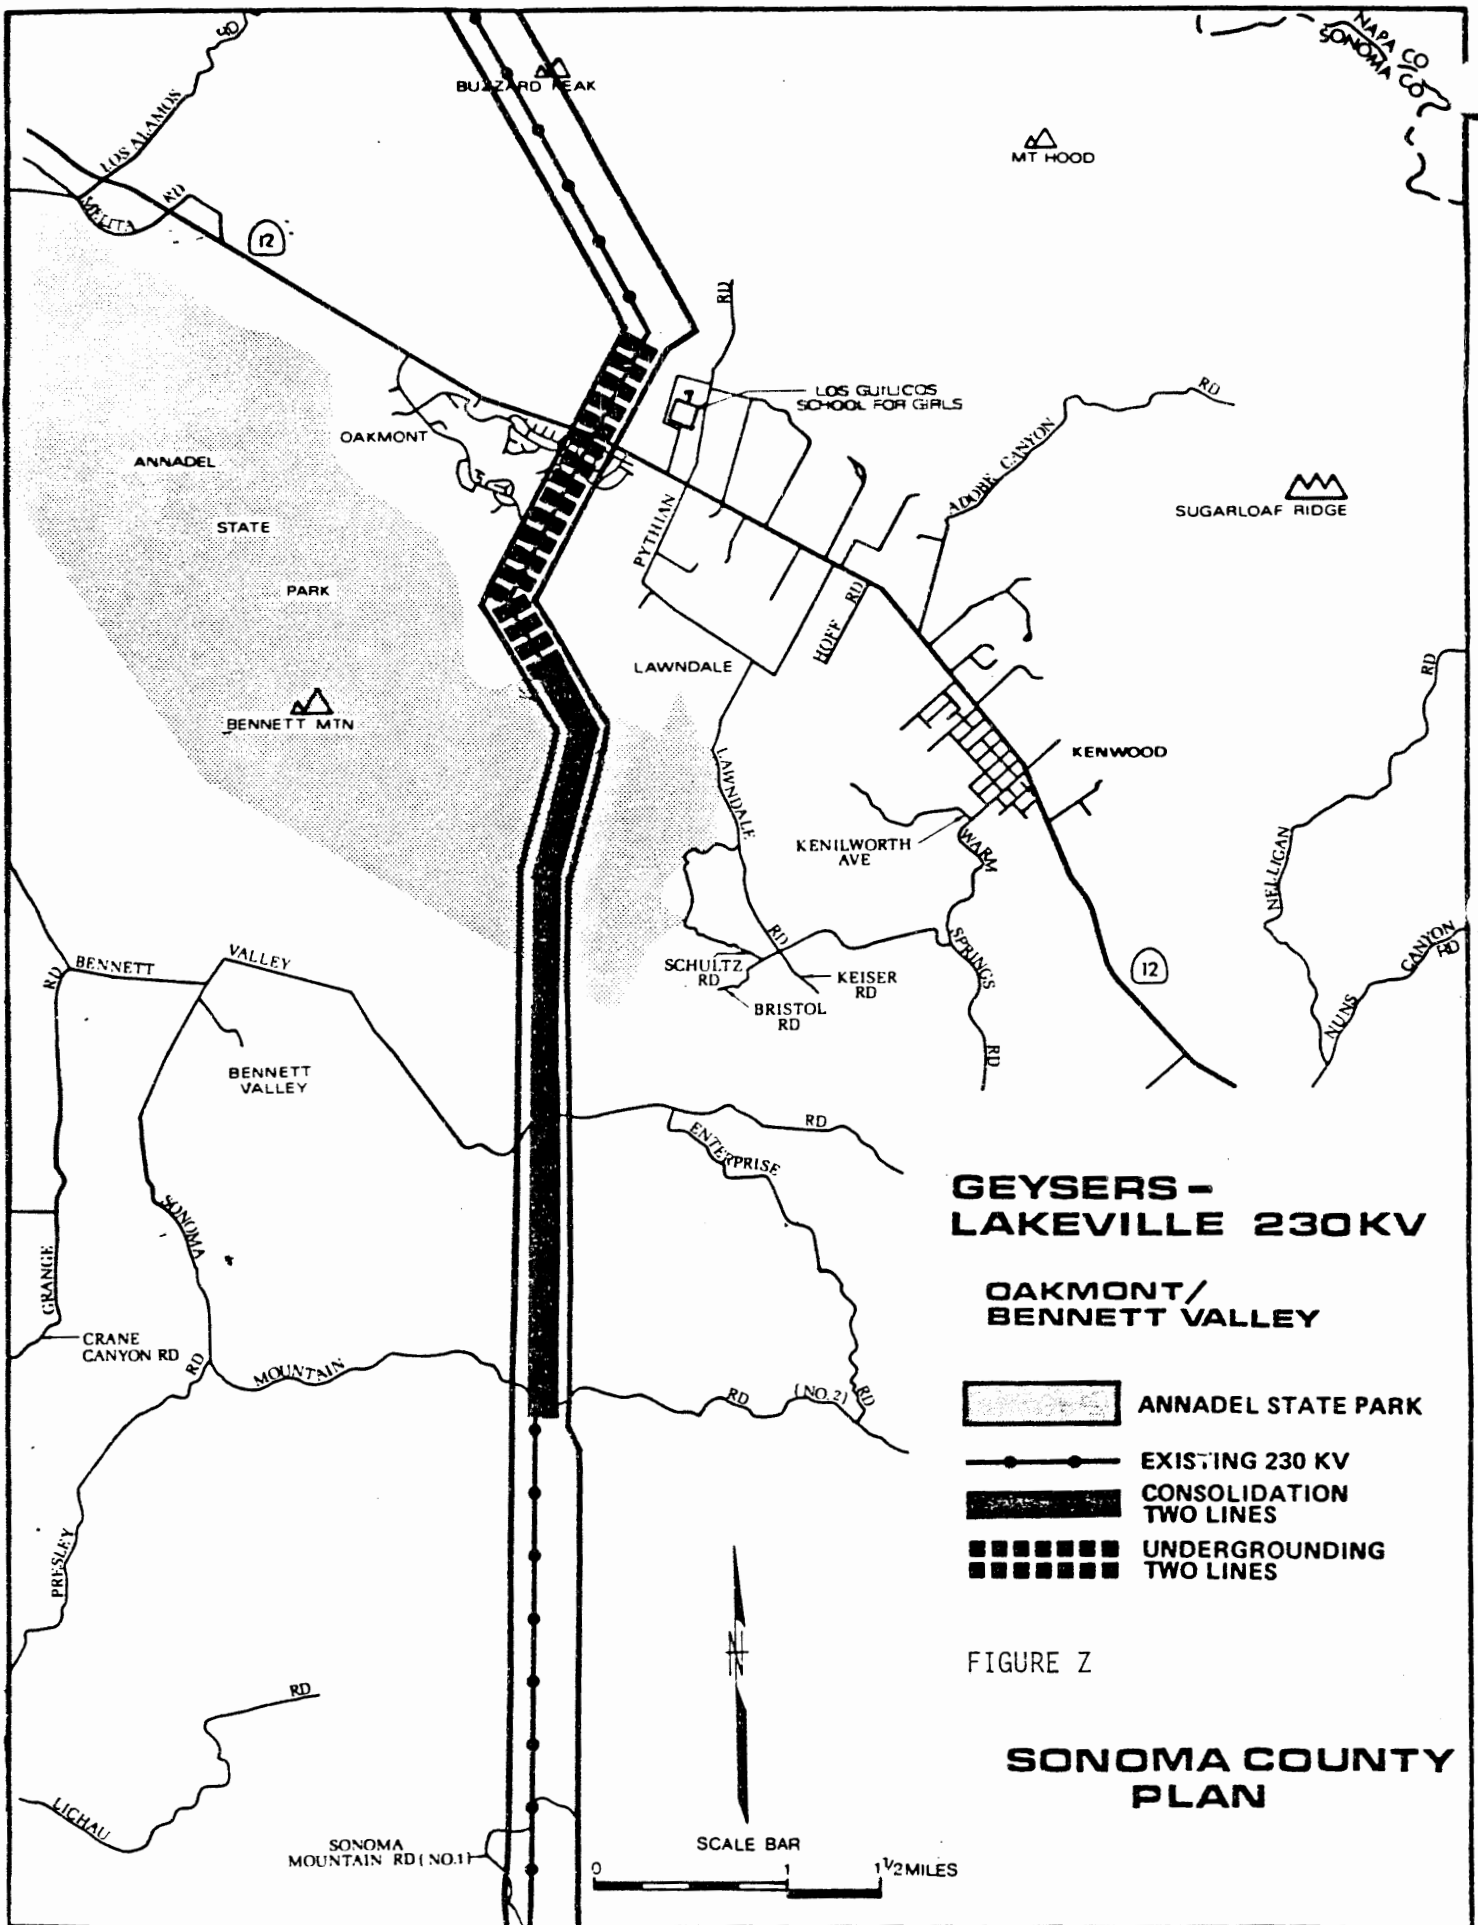 RD
NAPA CO
SONOMA CO
BUZZARD PEAK
LOS ALAMOS
MT HOOD
MELITA
RD
12
RD
LOS GUILICOS
SCHOOL FOR GIRLS
RD
OAKMONT
ANNADEL
ADOBE CANYON
SUGARLOAF RIDGE
STATE
PYTHIAN
PARK
HOFF RD
LAWNDALE
RD
BENNETT MTN
KENWOOD
LAWNDALE
KENILWORTH
AVE
WARM
NELLIGAN
RD
SPRINGS
CANYON
RD
BENNETT
VALLEY
RD
SCHULTZ
RD
KEISER
RD
12
BRISTOL
RD
NUNS
RD
BENNETT
VALLEY
RD
ENTERPRISE
GEYSERS -
LAKEVILLE 230KV
SONOMA
GRANGE
OAKMONT/
BENNETT VALLEY
CRANE
CANYON RD
RD
MOUNTAIN
RD
(NO. 2)
RD
ANNADEL STATE PARK
EXISTING 230 KV
CONSOLIDATION
TWO LINES
UNDERGROUNDING
TWO LINES
PRESLEY
N
FIGURE Z
RD
SONOMA COUNTY
PLAN
LICHAU
SONOMA
MOUNTAIN RD (NO.1)
SCALE BAR
0 1 1 1/2 MILES